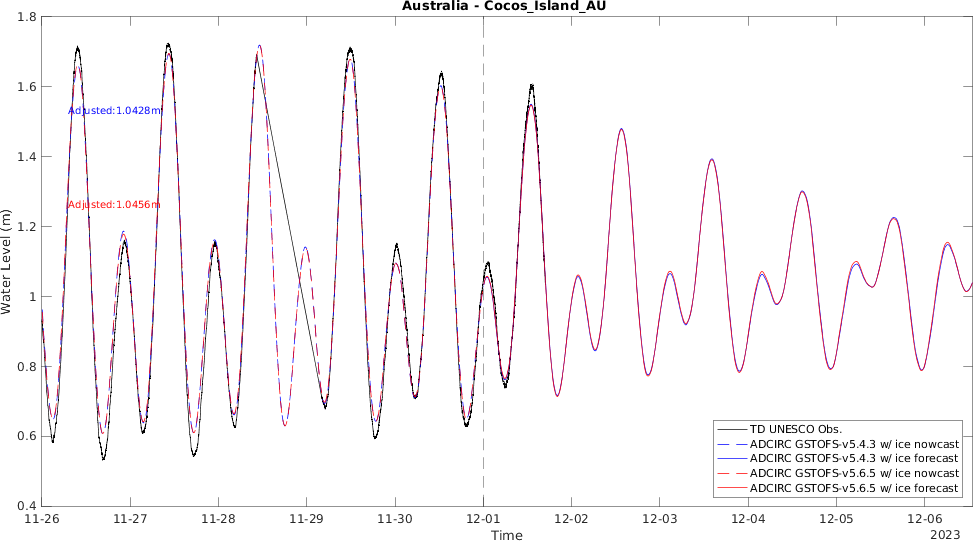 Australia - Cocos_Island_AU
Water Level (m)
1.8
1.6
1.4
1.2
1
0.8
0.6
0.4
Adjusted:1.0428m
Adjusted:1.0456m
TD UNESCO Obs.
ADCIRC GSTOFS-v5.4.3 w/ ice nowcast
ADCIRC GSTOFS-v5.4.3 w/ ice forecast
ADCIRC GSTOFS-v5.6.5 w/ ice nowcast
ADCIRC GSTOFS-v5.6.5 w/ ice forecast
11-26 11-27 11-28 11-29 11-30 12-01 12-02 12-03 12-04 12-05 12-06
Time
2023